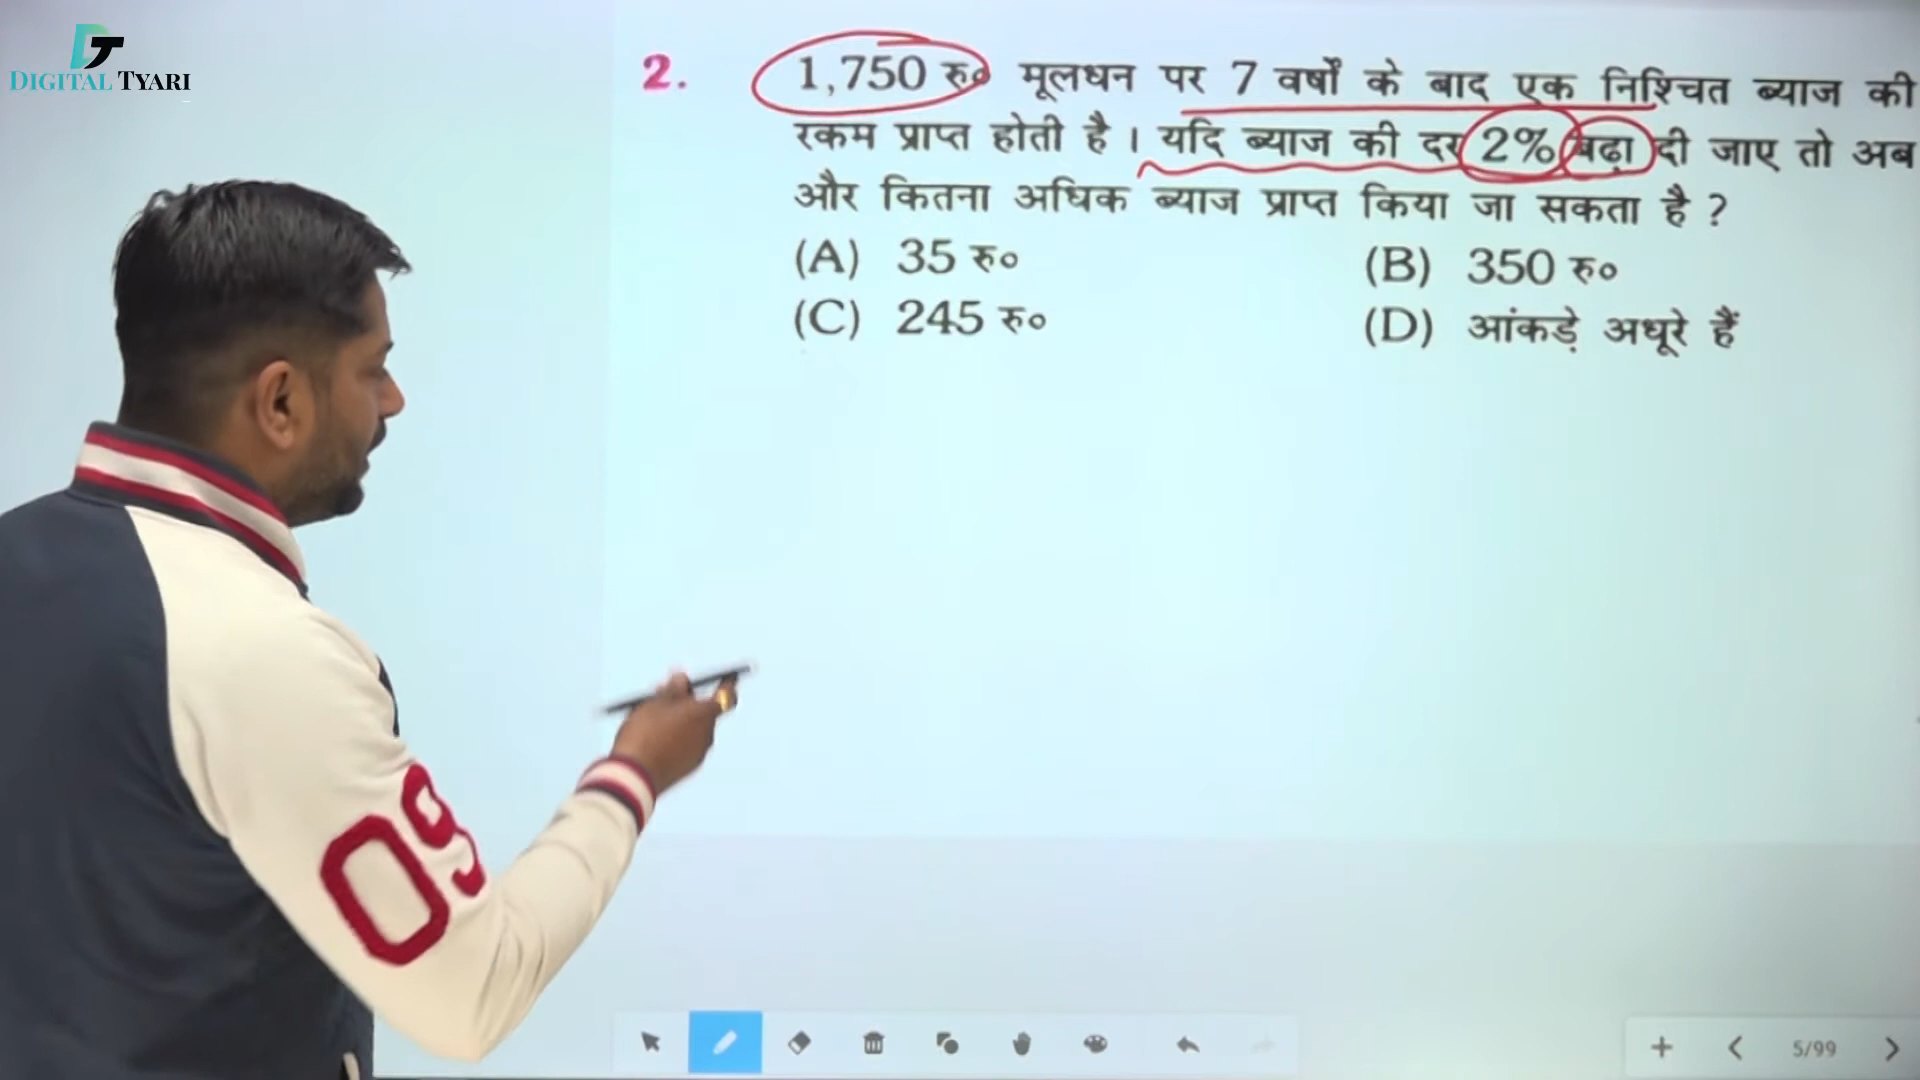 DT
DIGITAL TYARI
2. 1,750 रु० मूलधन पर 7 वर्षों के बाद एक निश्चित ब्याज की
रकम प्राप्त होती है । यदि ब्याज की दर 2% बढ़ा दी जाए तो अब
और कितना अधिक ब्याज प्राप्त किया जा सकता है ?
(A) 35 रु० (B) 350 रु०
(C) 245 रु० (D) आंकड़े अधूरे हैं
09
5/99